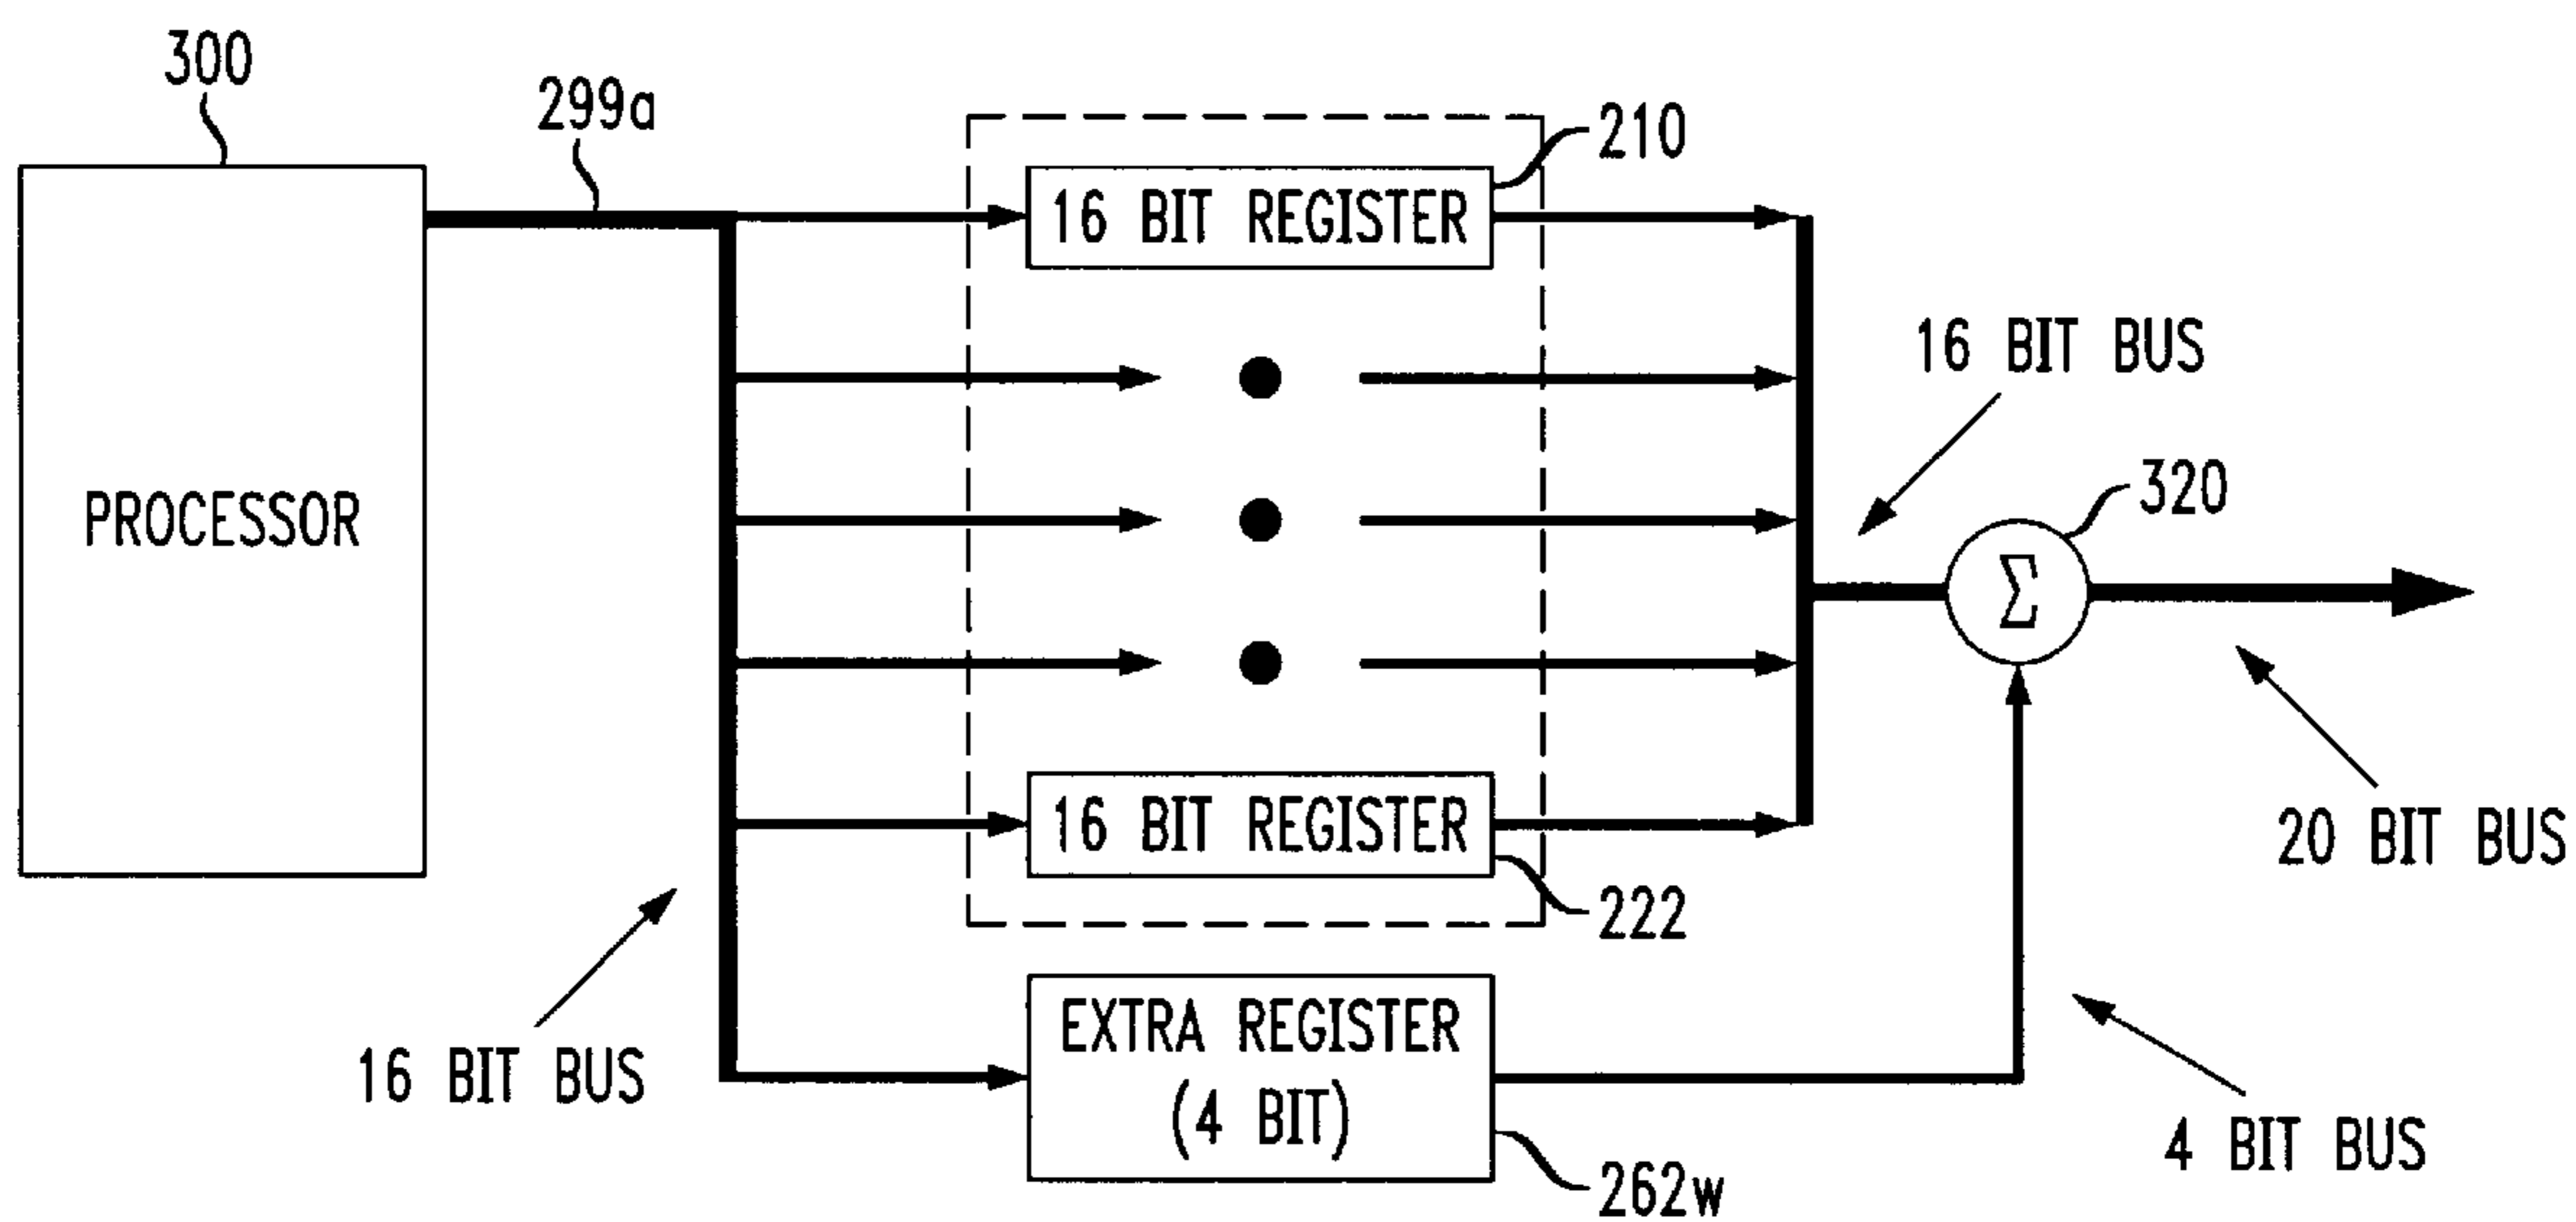 300
299a
210
16 BIT REGISTER
16 BIT BUS
320
PROCESSOR
Σ
16 BIT REGISTER
20 BIT BUS
222
EXTRA REGISTER
(4 BIT)
16 BIT BUS
4 BIT BUS
262w